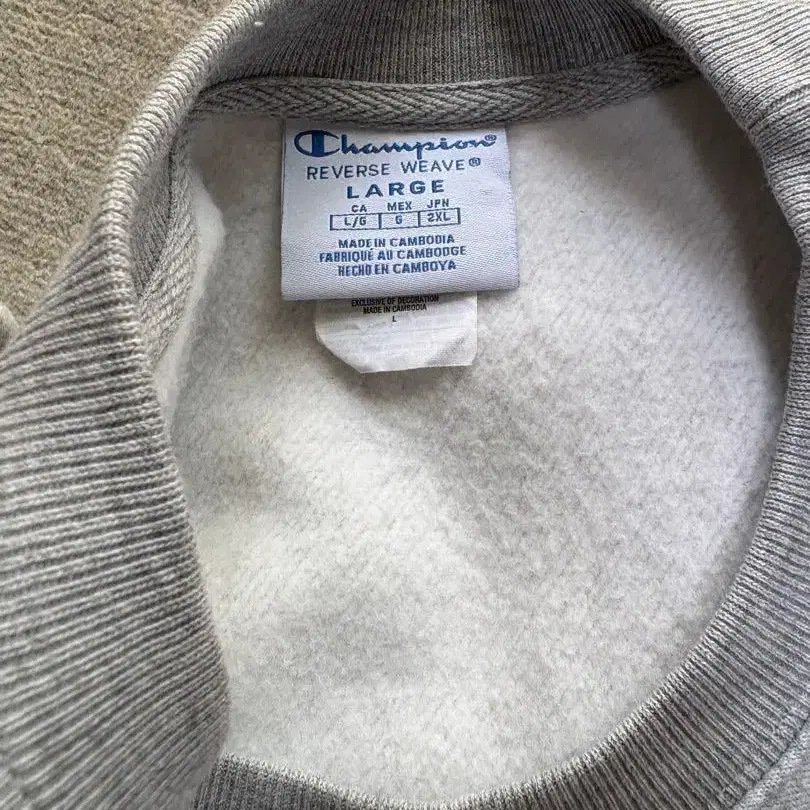 Champion®
REVERSE WEAVE®
LARGE
CA MEX JPN
L/G G 2XL
MADE IN CAMBODIA
FABRIQUÉ AU CAMBODGE
HECHO EN CAMBOYA
EXCLUSIVE OF DECORATION
MADE IN CAMBODIA
L